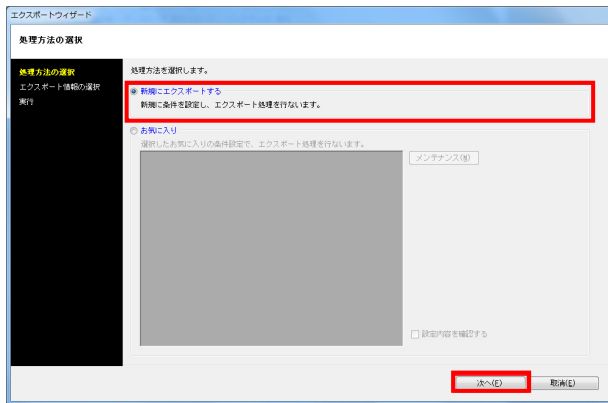 エクスポートウィザード
処理方法の選択
処理方法の選択
エクスポート情報の選択
実行
処理方法を選択します。
新規にエクスポートする
新規に条件を設定し、エクスポート処理を行ないます。
お気に入り
選択したお気に入りの条件設定で、エクスポート処理を行ないます。
メンテナンス(M)
設定内容を確認する
次へ(F)
取消(E)